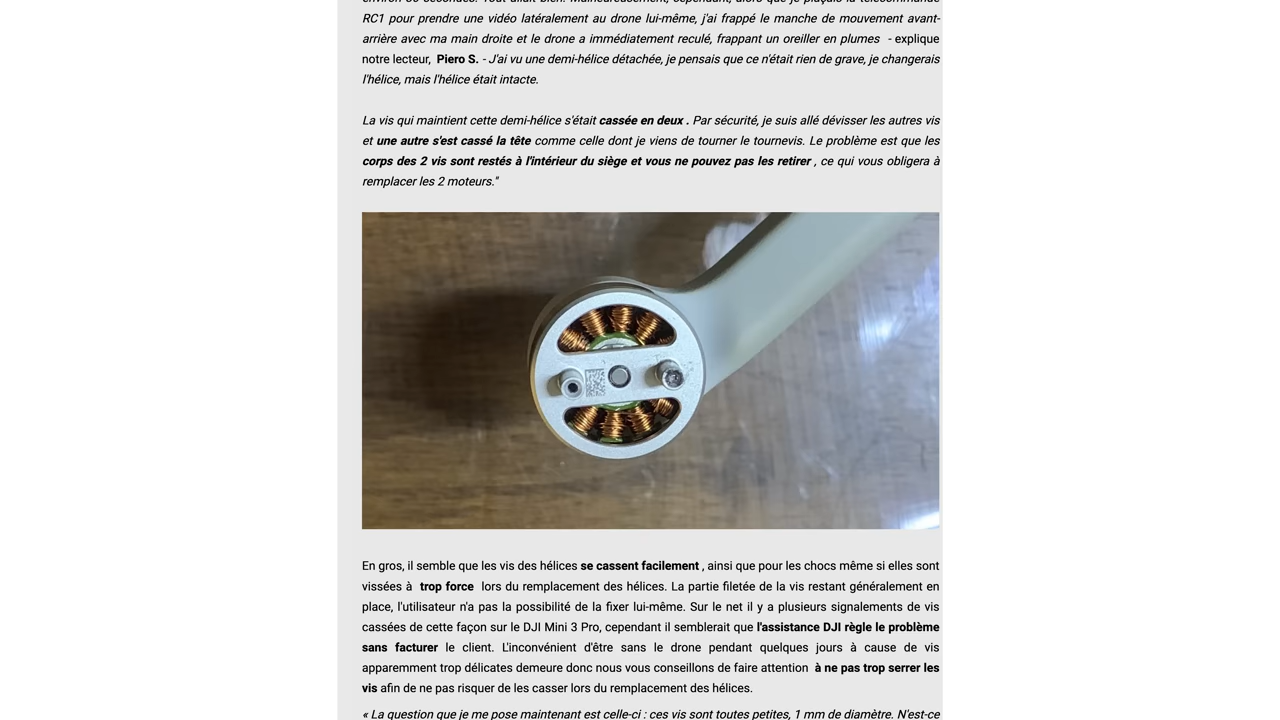 RC1 pour prendre une vidéo latéralement au drone lui-même, j'ai frappé le manche de mouvement avant-
arrière avec ma main droite et le drone a immédiatement reculé, frappant un oreiller en plumes - explique
notre lecteur, Piero S. - J'ai vu une demi-hélice détachée, je pensais que ce n'était rien de grave, je changerais
l'hélice, mais l'hélice était intacte.
La vis qui maintient cette demi-hélice s'était cassée en deux . Par sécurité, je suis allé dévisser les autres vis
et une autre s'est cassé la tête comme celle dont je viens de tourner le tournevis. Le problème est que les
corps des 2 vis sont restés à l'intérieur du siège et vous ne pouvez pas les retirer , ce qui vous obligera à
remplacer les 2 moteurs."
En gros, il semble que les vis des hélices se cassent facilement , ainsi que pour les chocs même si elles sont
vissées à trop force lors du remplacement des hélices. La partie filetée de la vis restant généralement en
place, l'utilisateur n'a pas la possibilité de la fixer lui-même. Sur le net il y a plusieurs signalements de vis
cassées de cette façon sur le DJI Mini 3 Pro, cependant il semblerait que l'assistance DJI règle le problème
sans facturer le client. L'inconvénient d'être sans le drone pendant quelques jours à cause de vis
apparemment trop délicates demeure donc nous vous conseillons de faire attention à ne pas trop serrer les
vis afin de ne pas risquer de les casser lors du remplacement des hélices.
« La question que je me pose maintenant est celle-ci : ces vis sont toutes petites, 1 mm de diamètre. N'est-ce